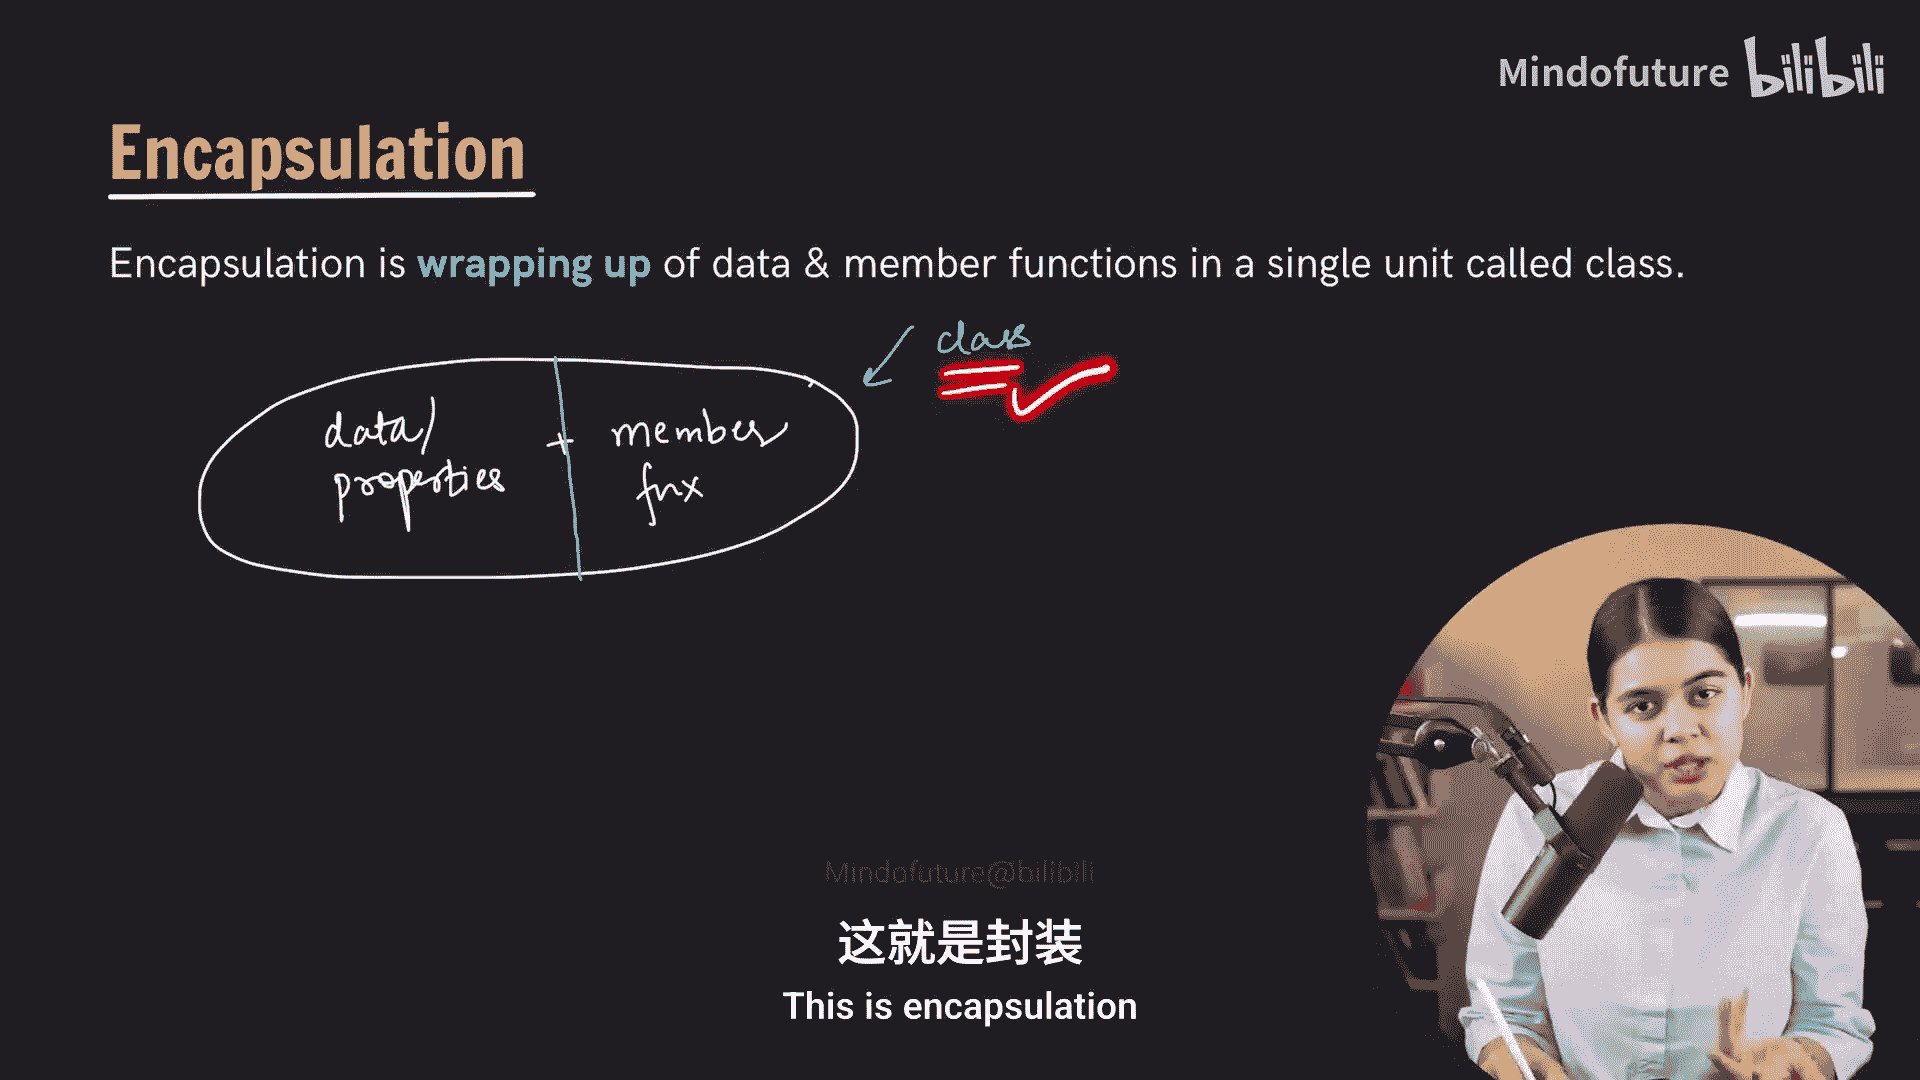 Mindofuture bilibili
Encapsulation
Encapsulation is wrapping up of data & member functions in a single unit called class.
class
data/ + member
properties fnx
Mindofuture@bilibili
这就是封装
This is encapsulation